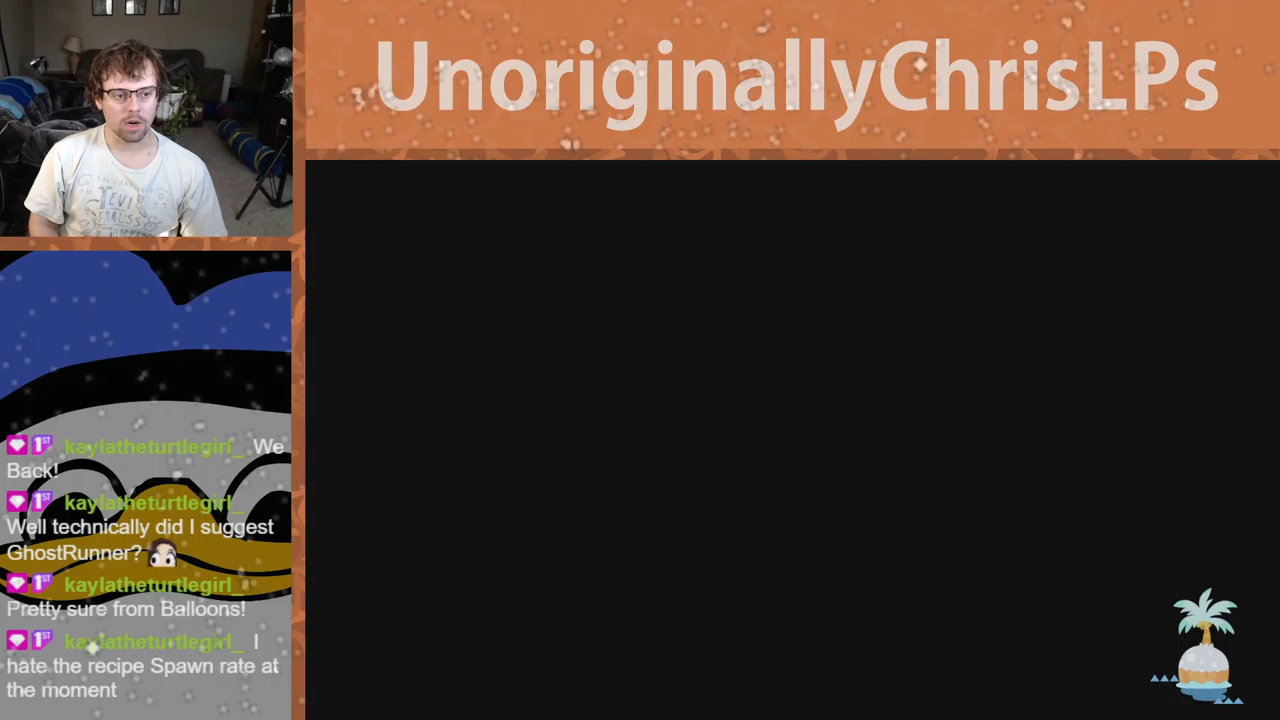 UnoriginallyChrisLPs
kaylatheturtlegirl_ We
Back!
kaylatheturtlegirl_
Well technically did I suggest
GhostRunner?
kaylatheturtlegirl_
Pretty sure from Balloons!
kaylatheturtlegirl_ I
hate the recipe Spawn rate at
the moment